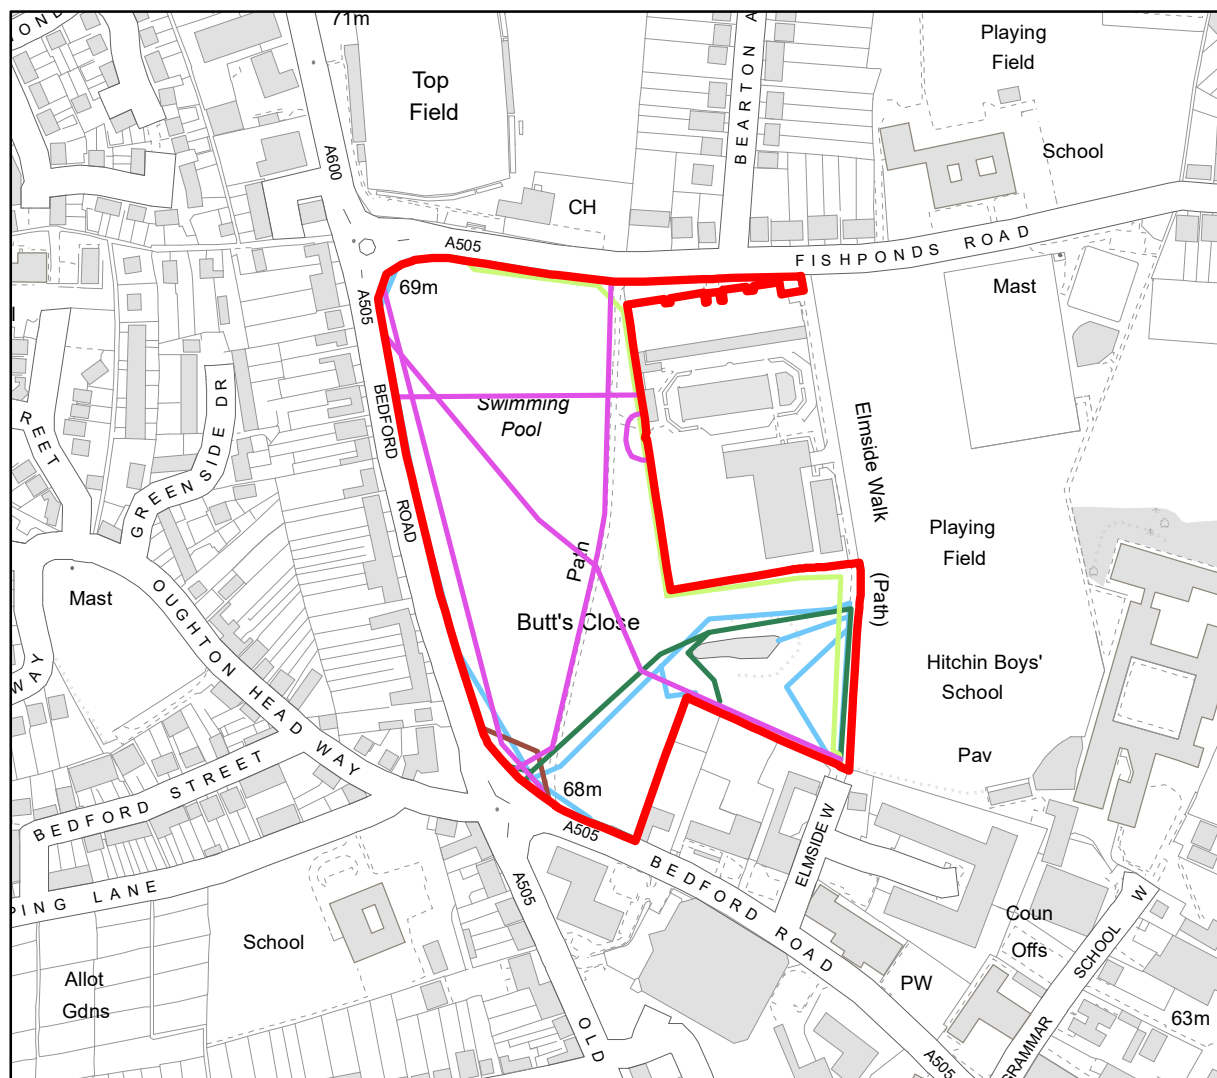 OND
71m
Top
Field
BEARTON A
Playing
Field
School
A600
CH
A505
FISHPONDS ROAD
69m
A505
Mast
BEDFORD
Swimming
Pool
REET
GREENSIDE DR
Elmside Walk
ROAD
Playing
Field
Path
(Path)
Mast
OUGHTON HEAD WAY
Butt's Close
WAY
Hitchin Boys'
School
Pav
BEDFORD STREET
68m
A505
ELMSIDE W
BEDFORD ROAD
PING LANE
A505
Coun
Offs
SCHOOL W
School
Allot
Gdns
PW
63m
OLD
GRAMMAR
A505